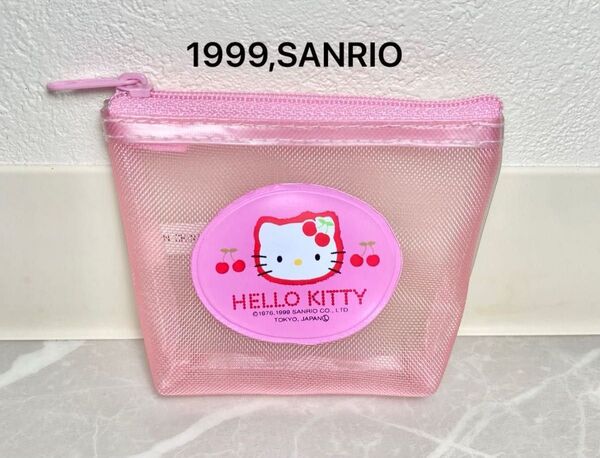 1999,SANRIO
HELLO KITTY
©1976,1999 SANRIO CO., LTD
TOKYO, JAPAN Ⓛ